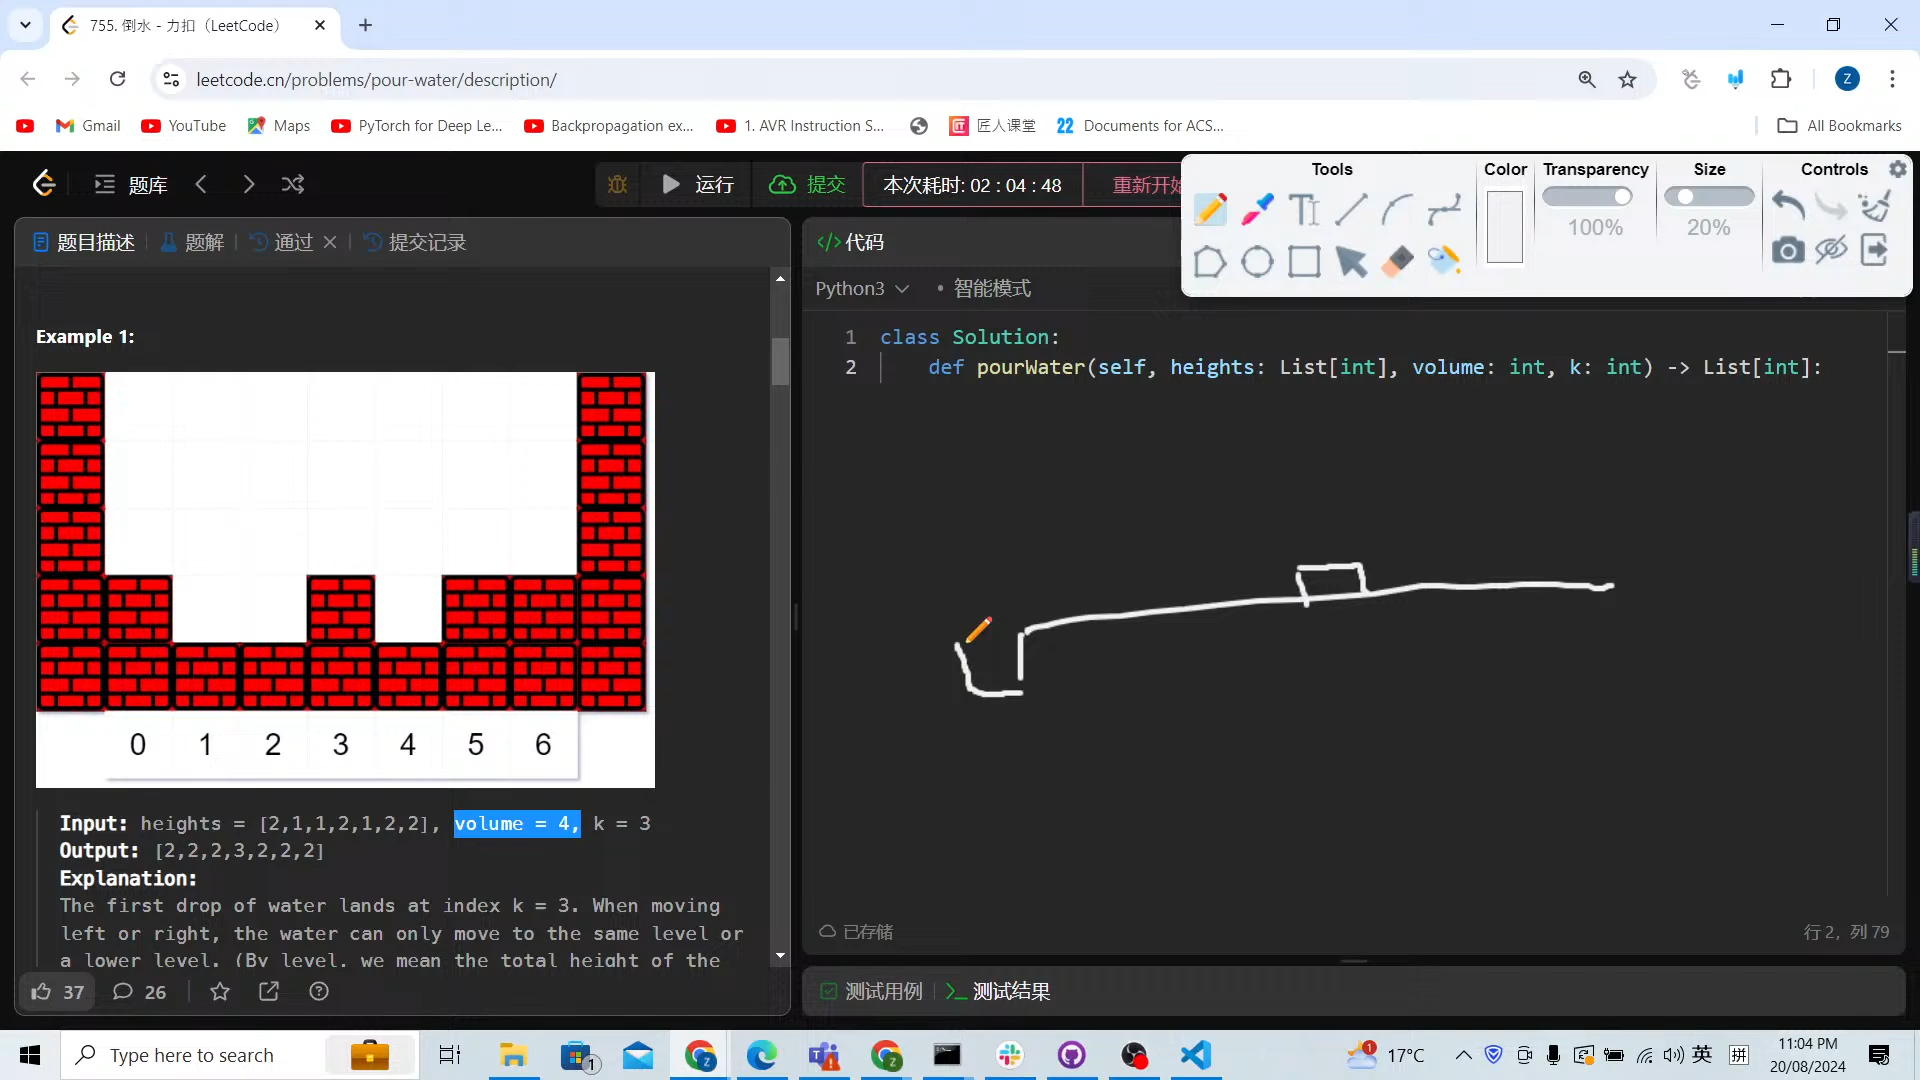 755. 倒水 - 力扣（LeetCode）
leetcode.cn/problems/pour-water/description/
Z
Gmail
YouTube
Maps
PyTorch for Deep Le...
Backpropagation ex...
1. AVR Instruction S...
匠人课堂
22 Documents for ACS...
All Bookmarks
题库
运行
提交
本次耗时: 02 : 04 : 48
重新开始
Tools
Color
Transparency
Size
Controls
100%
20%
题目描述
题解
通过
提交记录
代码
Python3
• 智能模式
Example 1:
0 1 2 3 4 5 6
Input: heights = [2,1,1,2,1,2,2], volume = 4, k = 3
Output: [2,2,2,3,2,2,2]
Explanation:
The first drop of water lands at index k = 3. When moving
left or right, the water can only move to the same level or
a lower level. (By level, we mean the total height of the
37
26
1 class Solution:
2 def pourWater(self, heights: List[int], volume: int, k: int) -> List[int]:
已存储
行 2, 列 79
测试用例
测试结果
Type here to search
1
1
17°C
英
拼
11:04 PM
20/08/2024